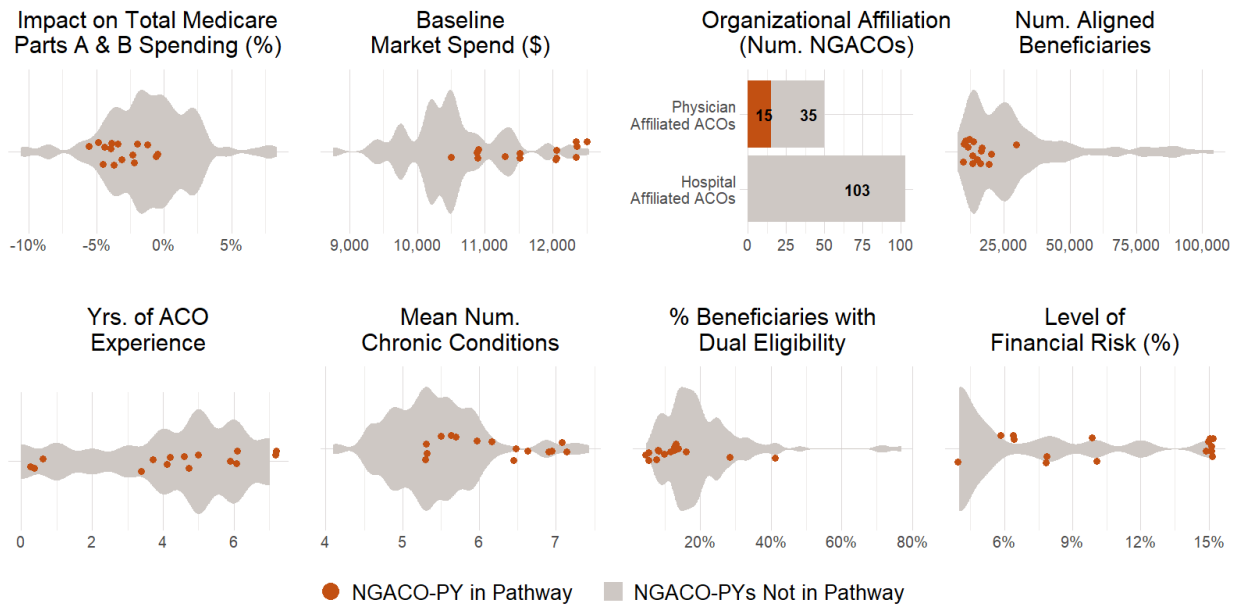 Impact on Total Medicare
Parts A & B Spending (%)
-10%
-5%
0%
5%
Baseline
Market Spend ($)
9,000
10,000
11,000
12,000
Organizational Affiliation
(Num. NGACOs)
Physician
Affiliated ACOs
15
35
Hospital
Affiliated ACOs
103
0
25
50
75
100
Num. Aligned
Beneficiaries
25,000
50,000
75,000
100,000
Yrs. of ACO
Experience
0
2
4
6
Mean Num.
Chronic Conditions
4
5
6
7
% Beneficiaries with
Dual Eligibility
20%
40%
60%
80%
Level of
Financial Risk (%)
6%
9%
12%
15%
NGACO-PY in Pathway
NGACO-PYs Not in Pathway